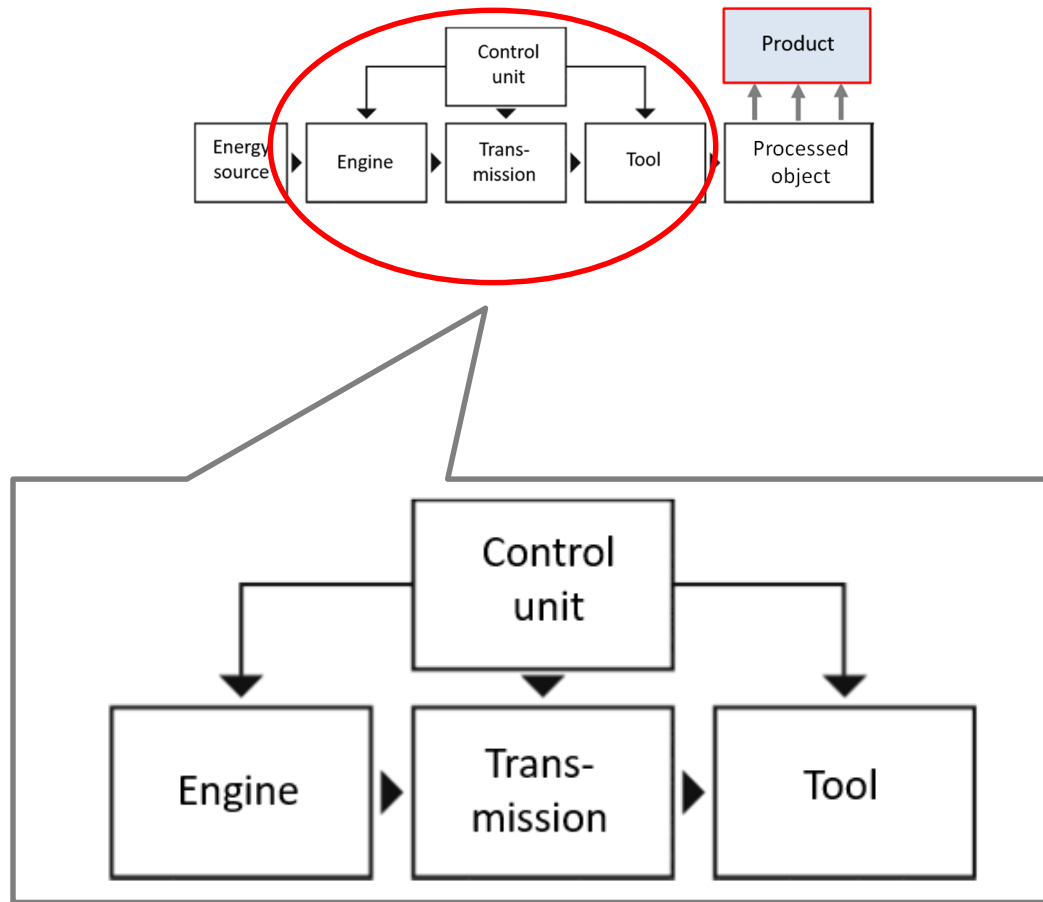 Product
Control
unit
Energy
source
Engine
Trans-
mission
Tool
Processed
object
Control
unit
Engine
Trans-
mission
Tool